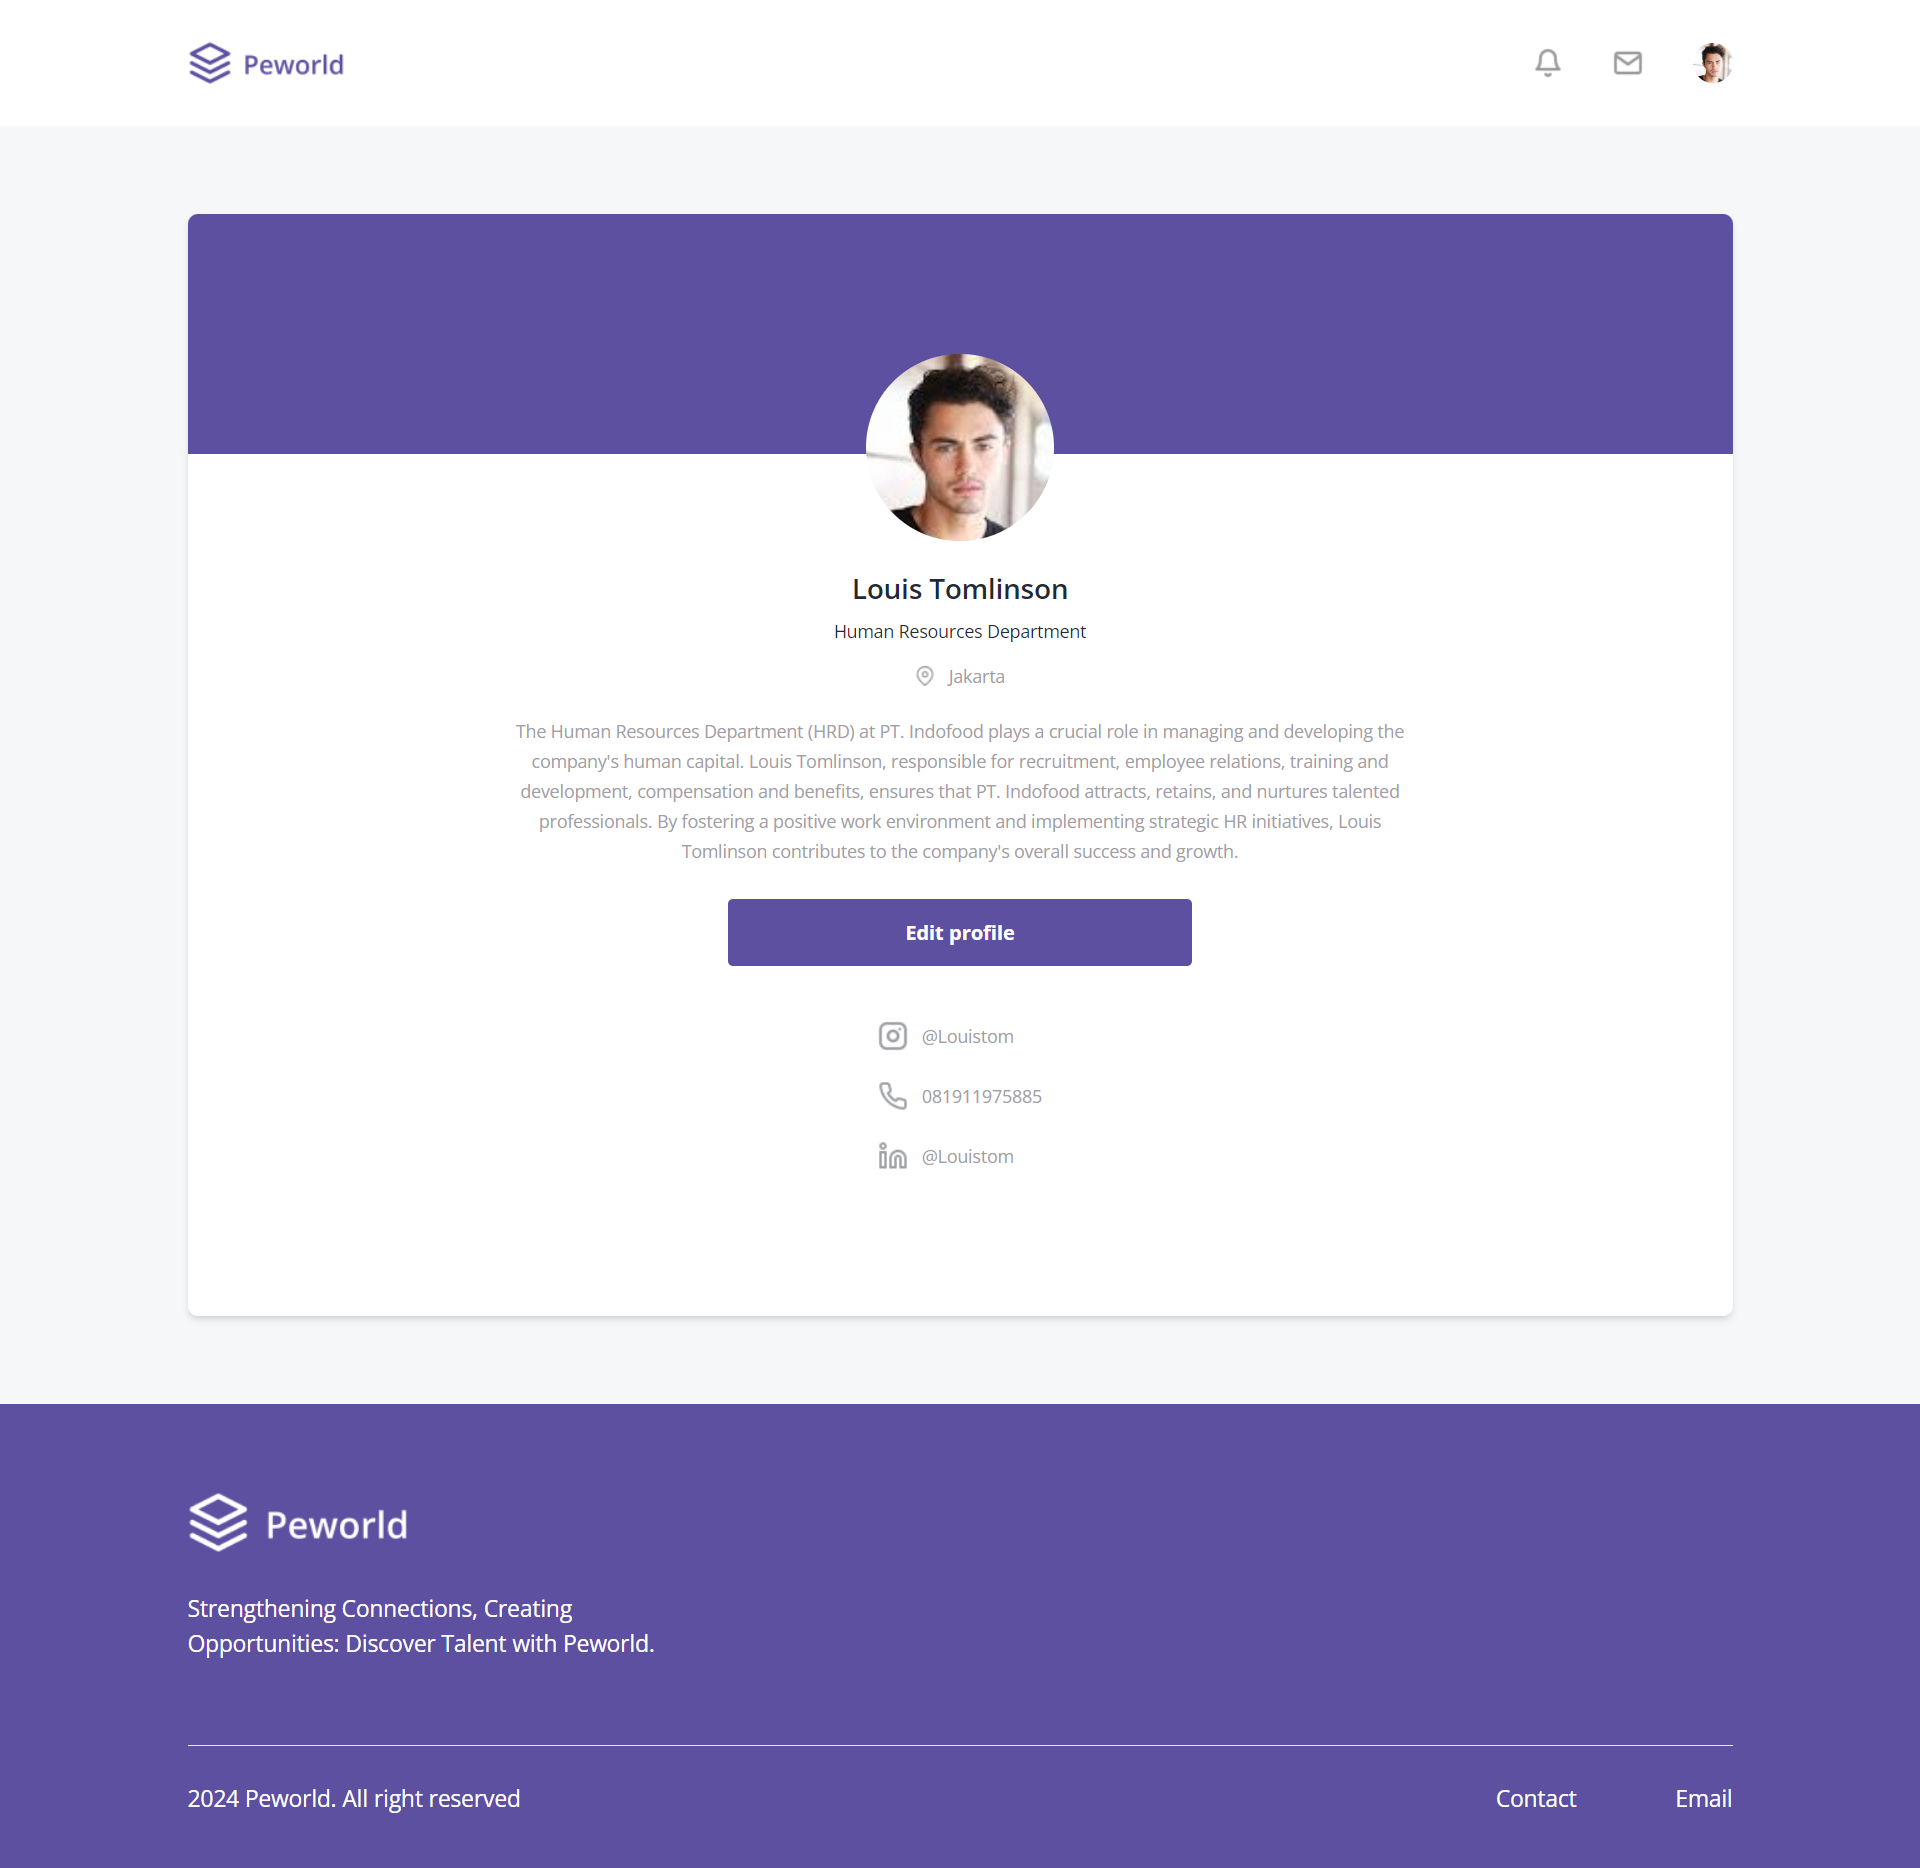 Peworld
Louis Tomlinson
Human Resources Department
Jakarta
The Human Resources Department (HRD) at PT. Indofood plays a crucial role in managing and developing the
company's human capital. Louis Tomlinson, responsible for recruitment, employee relations, training and
development, compensation and benefits, ensures that PT. Indofood attracts, retains, and nurtures talented
professionals. By fostering a positive work environment and implementing strategic HR initiatives, Louis
Tomlinson contributes to the company's overall success and growth.
Edit profile
@Louistom
081911975885
@Louistom
Peworld
Strengthening Connections, Creating
Opportunities: Discover Talent with Peworld.
2024 Peworld. All right reserved
Contact
Email